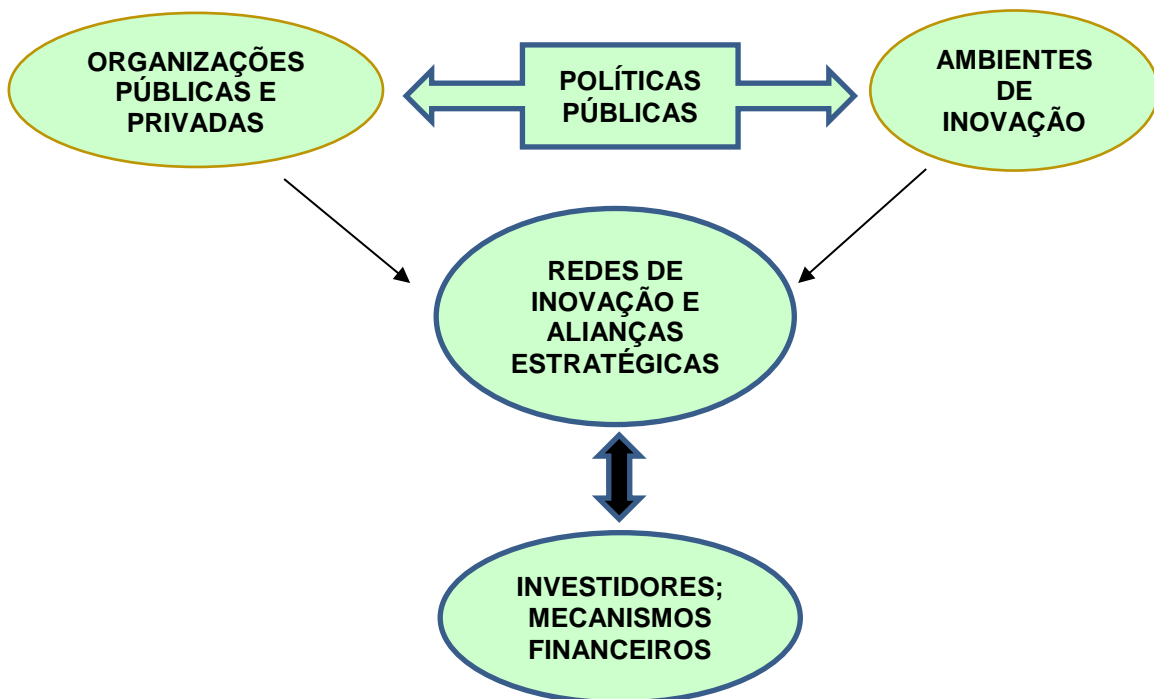 ORGANIZAÇÕES
PÚBLICAS E
PRIVADAS
POLÍTICAS
PÚBLICAS
AMBIENTES
DE
INOVAÇÃO
REDES DE
INOVAÇÃO E
ALIANÇAS
ESTRATÉGICAS
INVESTIDORES;
MECANISMOS
FINANCEIROS